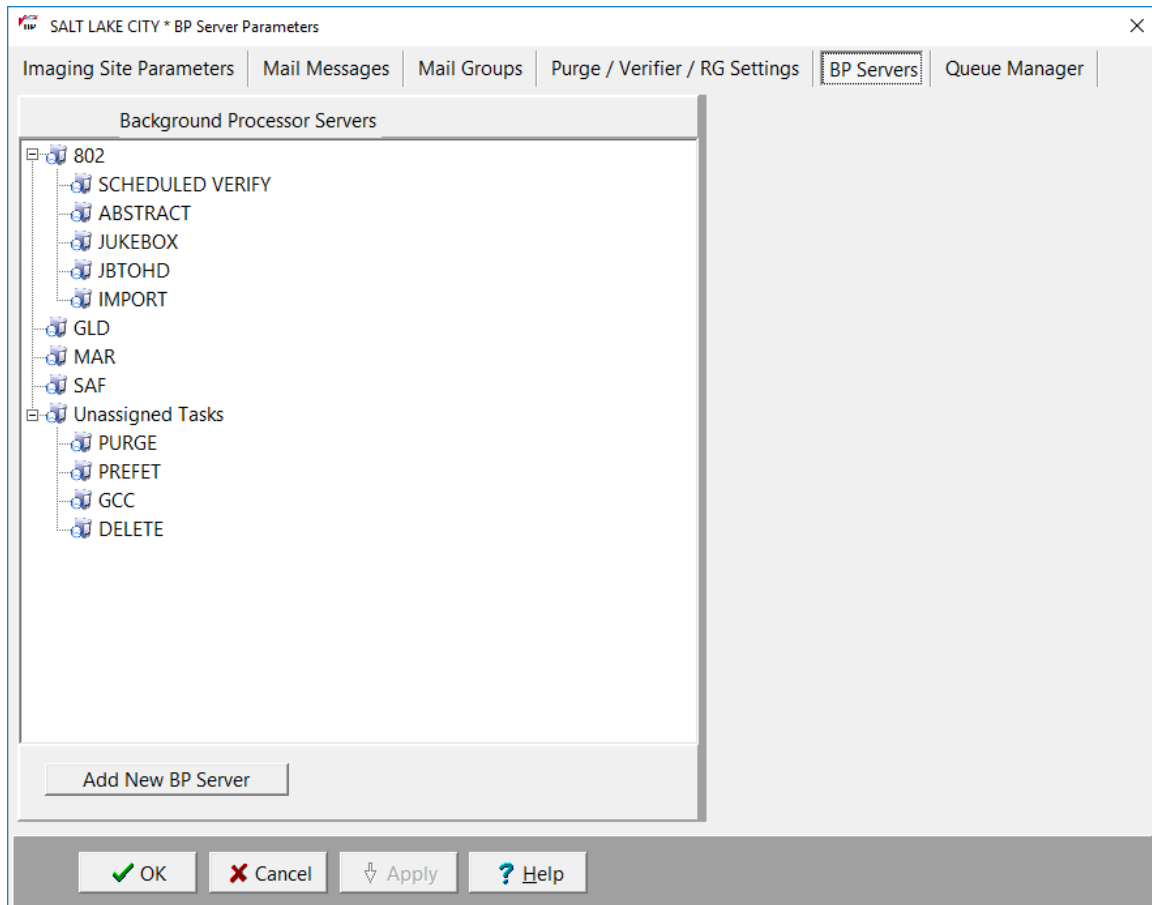 SALT LAKE CITY * BP Server Parameters
Imaging Site Parameters Mail Messages Mail Groups Purge / Verifier / RG Settings BP Servers Queue Manager
Background Processor Servers
802
SCHEDULED VERIFY
ABSTRACT
JUKEBOX
JBTOHD
IMPORT
GLD
MAR
SAF
Unassigned Tasks
PURGE
PREFET
GCC
DELETE
Add New BP Server
OK Cancel Apply ? Help